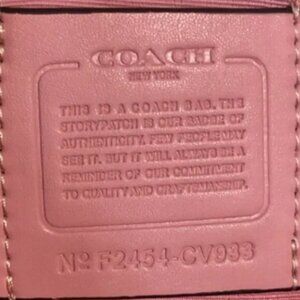 COACH
NEW YORK
THIS IS A COACH BAG. THE
STORYPATCH IS OUR BADGE OF
AUTHENTICITY. FEW PEOPLE MAY
SEE IT. BUT IT WILL ALWAYS BE A
REMINDER OF OUR COMMITMENT
TO QUALITY AND CRAFTSMANSHIP.
Nº F2454-CV933